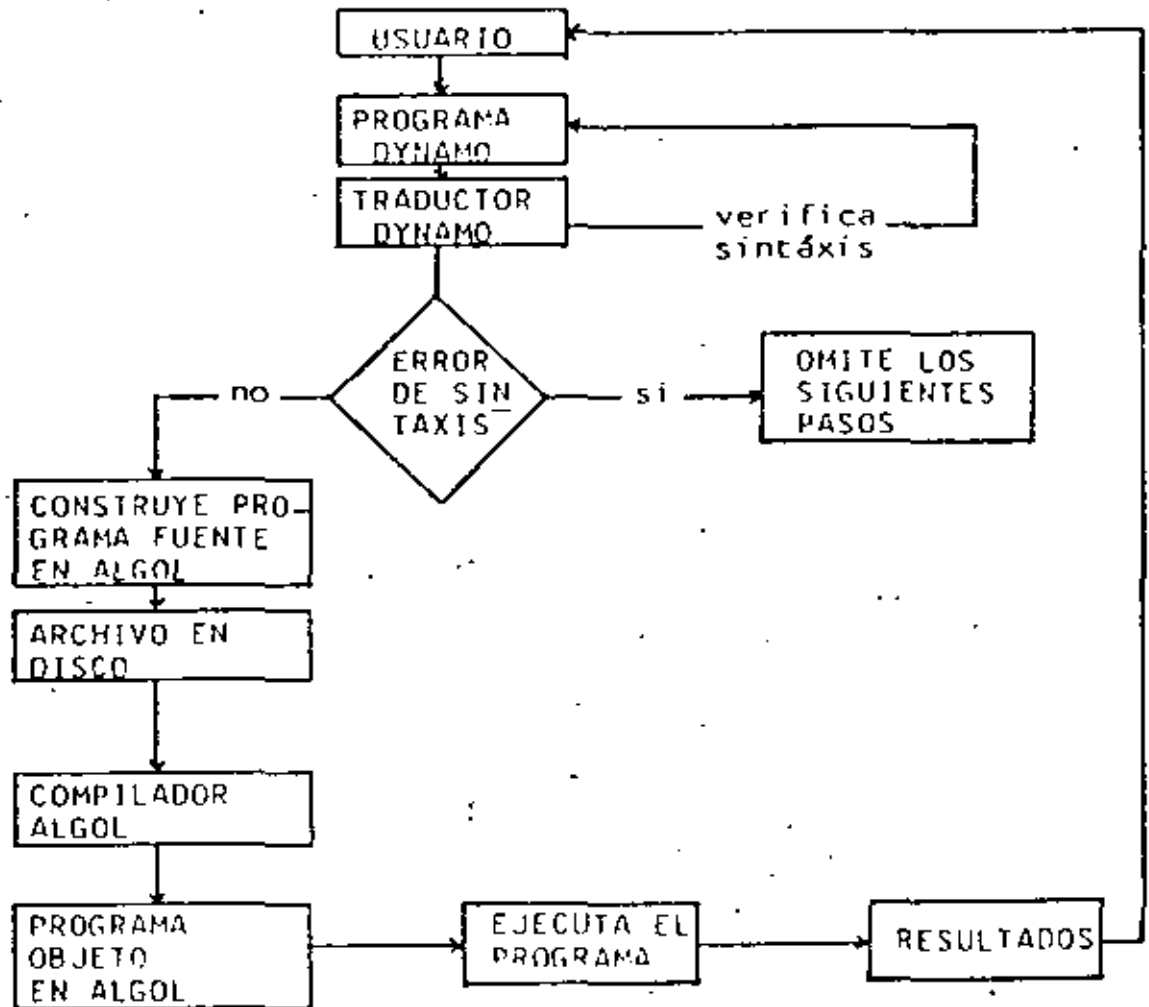 USUARIO
PROGRAMA
DYNAMO
TRADUCTOR
DYNAMO
verifica
sintáxis
ERROR
DE SIN
TAXIS
no
si
OMITE LOS
SIGUIENTES
PASOS
CONSTRUYE PRO-
GRAMA FUENTE
EN ALGOL
ARCHIVO EN
DISCO
COMPILADOR
ALGOL
PROGRAMA
OBJETO
EN ALGOL
EJECUTA EL
PROGRAMA
RESULTADOS